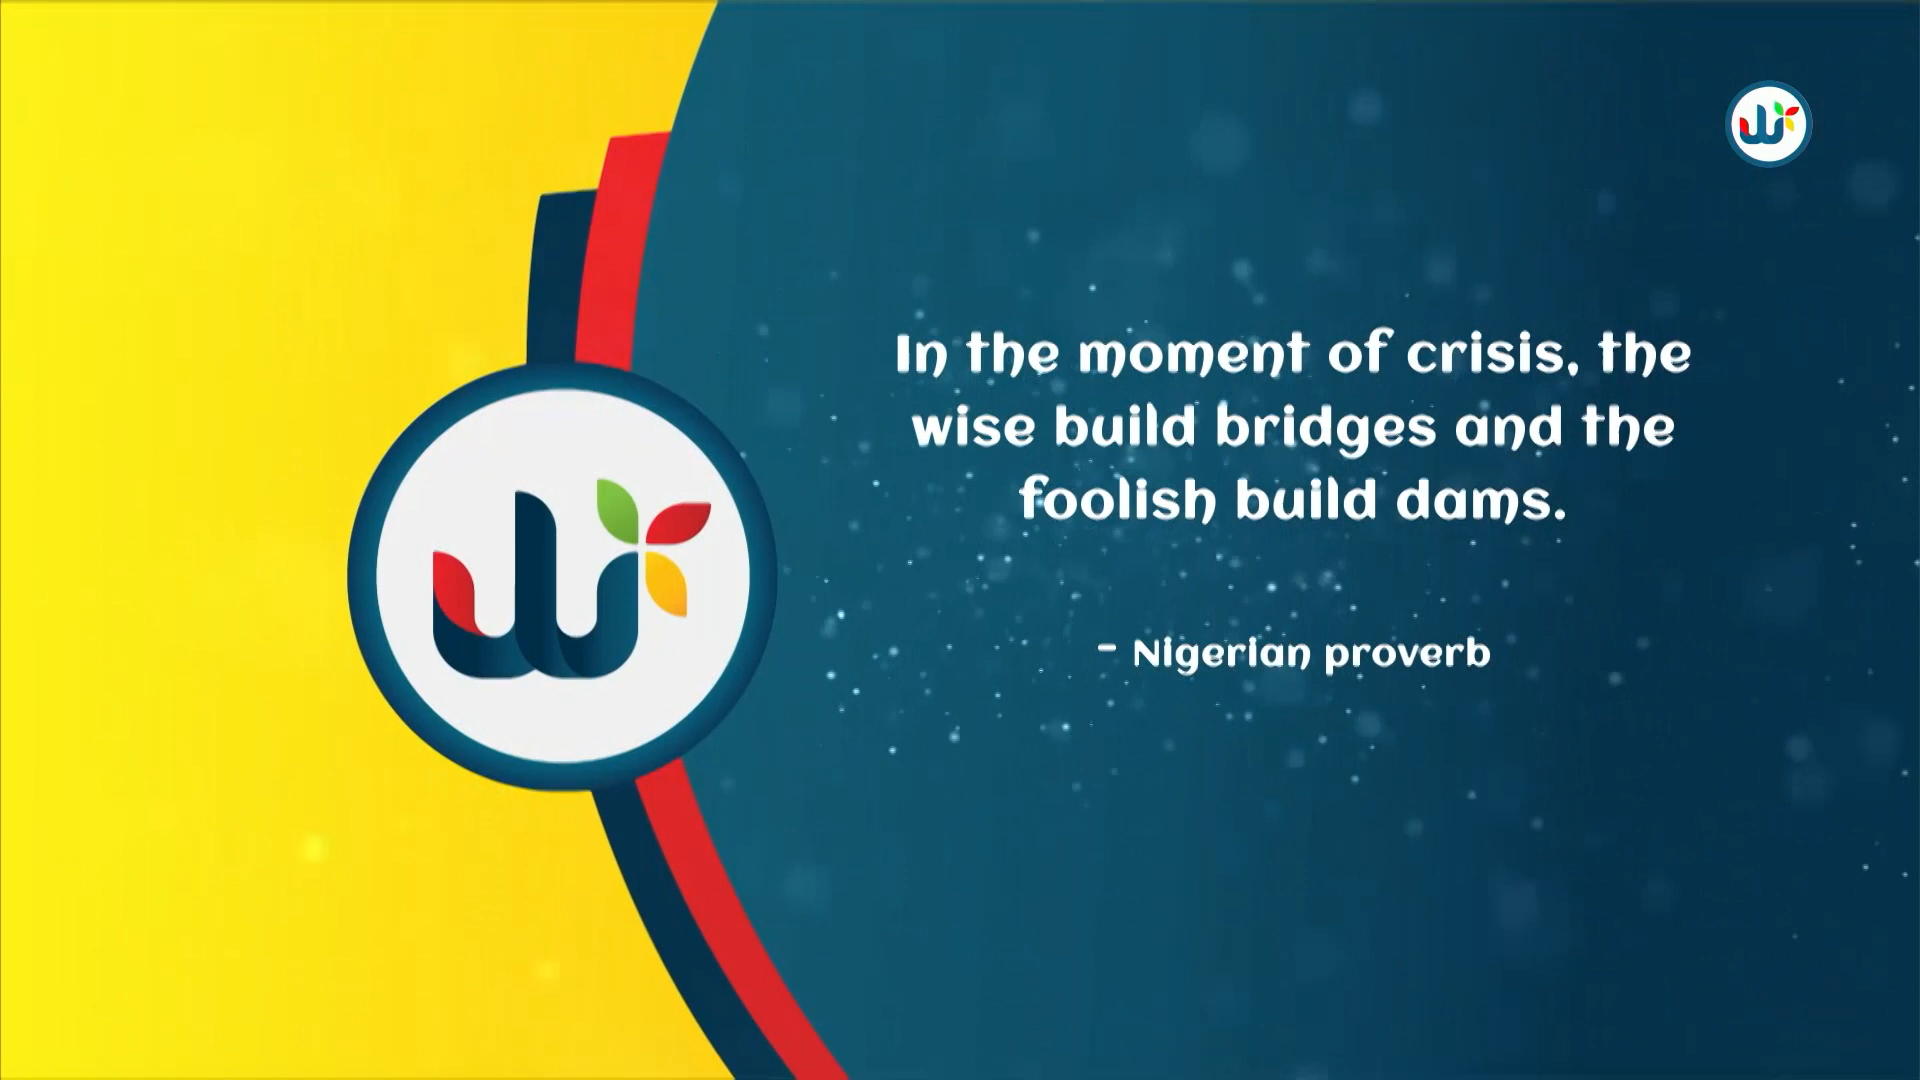 In the moment of crisis, the
wise build bridges and the
foolish build dams.
- Nigerian proverb